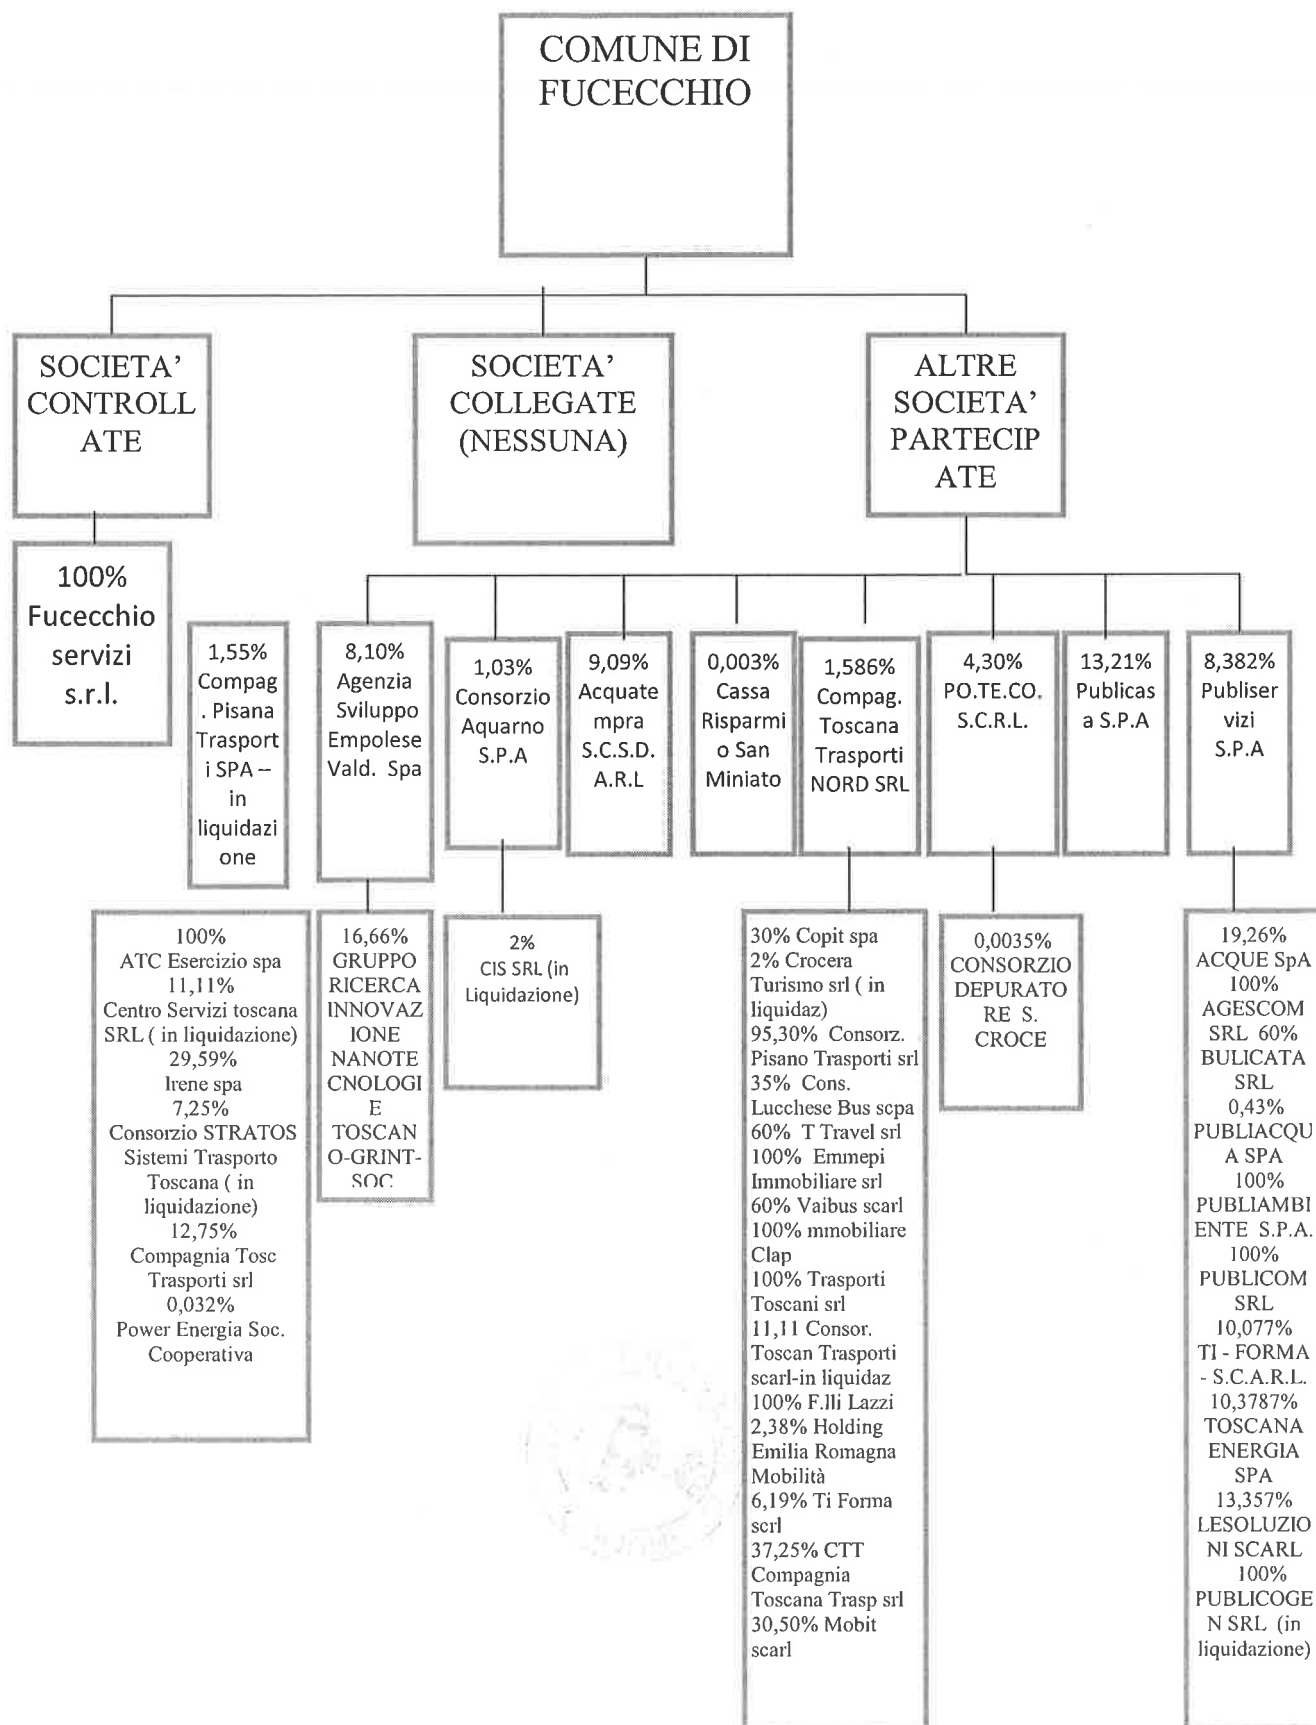 COMUNE DI
FUCECCHIO
SOCIETA’
CONTROLL
ATE
SOCIETA’
COLLEGATE
(NESSUNA)
ALTRE
SOCIETA’
PARTECIP
ATE
100%
Fucecchio
servizi
s.r.l.
1,55%
Compag
. Pisana
Trasport
i SPA –
in
liquidazi
one
8,10%
Agenzia
Sviluppo
Empolese
Vald. Spa
1,03%
Consorzio
Aquarno
S.P.A
9,09%
Acquate
mpra
S.C.S.D.
A.R.L
0,003%
Cassa
Risparmi
o San
Miniato
1,586%
Compag.
Toscana
Trasporti
NORD SRL
4,30%
PO.TE.CO.
S.C.R.L.
13,21%
Publicas
a S.P.A
8,382%
Publiser
vizi
S.P.A
100%
ATC Esercizio spa
11,11%
Centro Servizi toscana
SRL ( in liquidazione)
29,59%
Irene spa
7,25%
Consorzio STRATOS
Sistemi Trasporto
Toscana ( in
liquidazione)
12,75%
Compagnia Tosc
Trasporti srl
0,032%
Power Energia Soc.
Cooperativa
16,66%
GRUPPO
RICERCA
INNOVAZ
IONE
NANOTE
CNOLOGI
E
TOSCAN
O-GRINT-
SOC
2%
CIS SRL (in
Liquidazione)
30% Copit spa
2% Crocera
Turismo srl ( in
liquidaz)
95,30% Consorz.
Pisano Trasporti srl
35% Cons.
Lucchese Bus scpa
60% T Travel srl
100% Emmepi
Immobiliare srl
60% Vaibus scarl
100% mmobiliare
Clap
100% Trasporti
Toscani srl
11,11 Consor.
Toscan Trasporti
scarl-in liquidaz
100% F.lli Lazzi
2,38% Holding
Emilia Romagna
Mobilità
6,19% Ti Forma
scrl
37,25% CTT
Compagnia
Toscana Trasp srl
30,50% Mobit
scarl
0,0035%
CONSORZIO
DEPURATO
RE S.
CROCE
19,26%
ACQUE SpA
100%
AGESCOM
SRL 60%
BULICATA
SRL
0,43%
PUBLIACQU
A SPA
100%
PUBLIAMBI
ENTE S.P.A.
100%
PUBLICOM
SRL
10,077%
TI - FORMA
- S.C.A.R.L.
10,3787%
TOSCANA
ENERGIA
SPA
13,357%
LESOLUZIO
NI SCARL
100%
PUBLICOGE
N SRL (in
liquidazione)